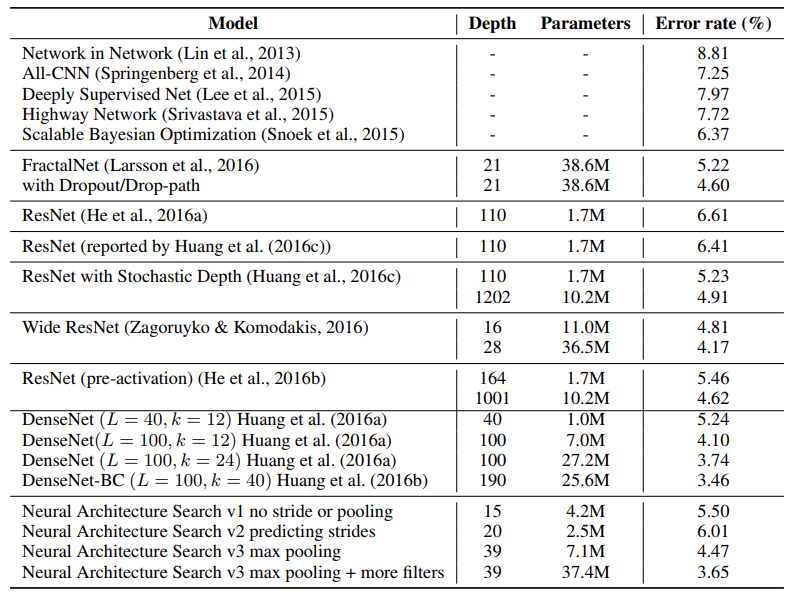 Model Depth Parameters Error rate (%)
Network in Network (Lin et al., 2013) - - 8.81
All-CNN (Springenberg et al., 2014) - - 7.25
Deeply Supervised Net (Lee et al., 2015) - - 7.97
Highway Network (Srivastava et al., 2015) - - 7.72
Scalable Bayesian Optimization (Snoek et al., 2015) - - 6.37
FractalNet (Larsson et al., 2016) 21 38.6M 5.22
with Dropout/Drop-path 21 38.6M 4.60
ResNet (He et al., 2016a) 110 1.7M 6.61
ResNet (reported by Huang et al. (2016c)) 110 1.7M 6.41
ResNet with Stochastic Depth (Huang et al., 2016c) 110 1.7M 5.23
1202 10.2M 4.91
Wide ResNet (Zagoruyko & Komodakis, 2016) 16 11.0M 4.81
28 36.5M 4.17
ResNet (pre-activation) (He et al., 2016b) 164 1.7M 5.46
1001 10.2M 4.62
DenseNet (L = 40, k = 12) Huang et al. (2016a) 40 1.0M 5.24
DenseNet(L = 100, k = 12) Huang et al. (2016a) 100 7.0M 4.10
DenseNet (L = 100, k = 24) Huang et al. (2016a) 100 27.2M 3.74
DenseNet-BC (L = 100, k = 40) Huang et al. (2016b) 190 25.6M 3.46
Neural Architecture Search v1 no stride or pooling 15 4.2M 5.50
Neural Architecture Search v2 predicting strides 20 2.5M 6.01
Neural Architecture Search v3 max pooling 39 7.1M 4.47
Neural Architecture Search v3 max pooling + more filters 39 37.4M 3.65